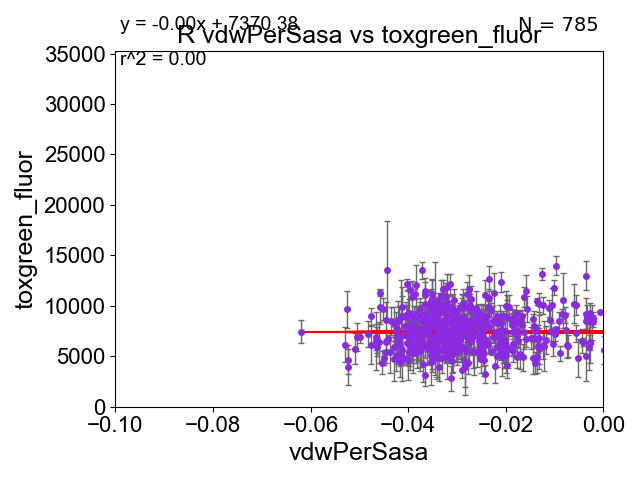 y = -0.00x + 7370.38
N = 785
R vdwPerSasa vs toxgreen_fluor
r^2 = 0.00
35000
30000
25000
20000
15000
10000
5000
0
toxgreen_fluor
−0.10 −0.08 −0.06 −0.04 −0.02 0.00
vdwPerSasa